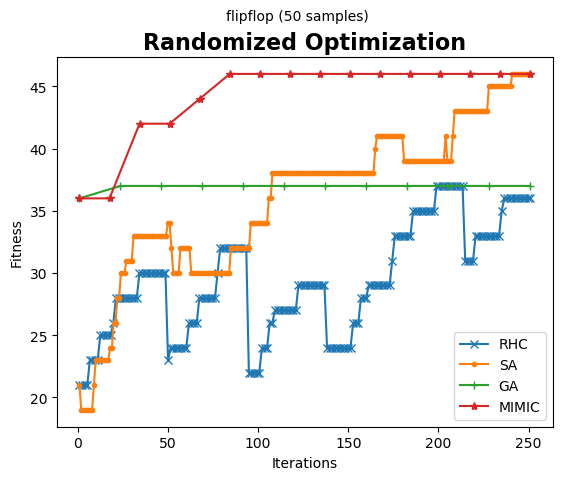 flipflop (50 samples)
Randomized Optimization
Fitness
45
40
35
30
25
20
0 50 100 150 200 250
Iterations
RHC
SA
GA
MIMIC